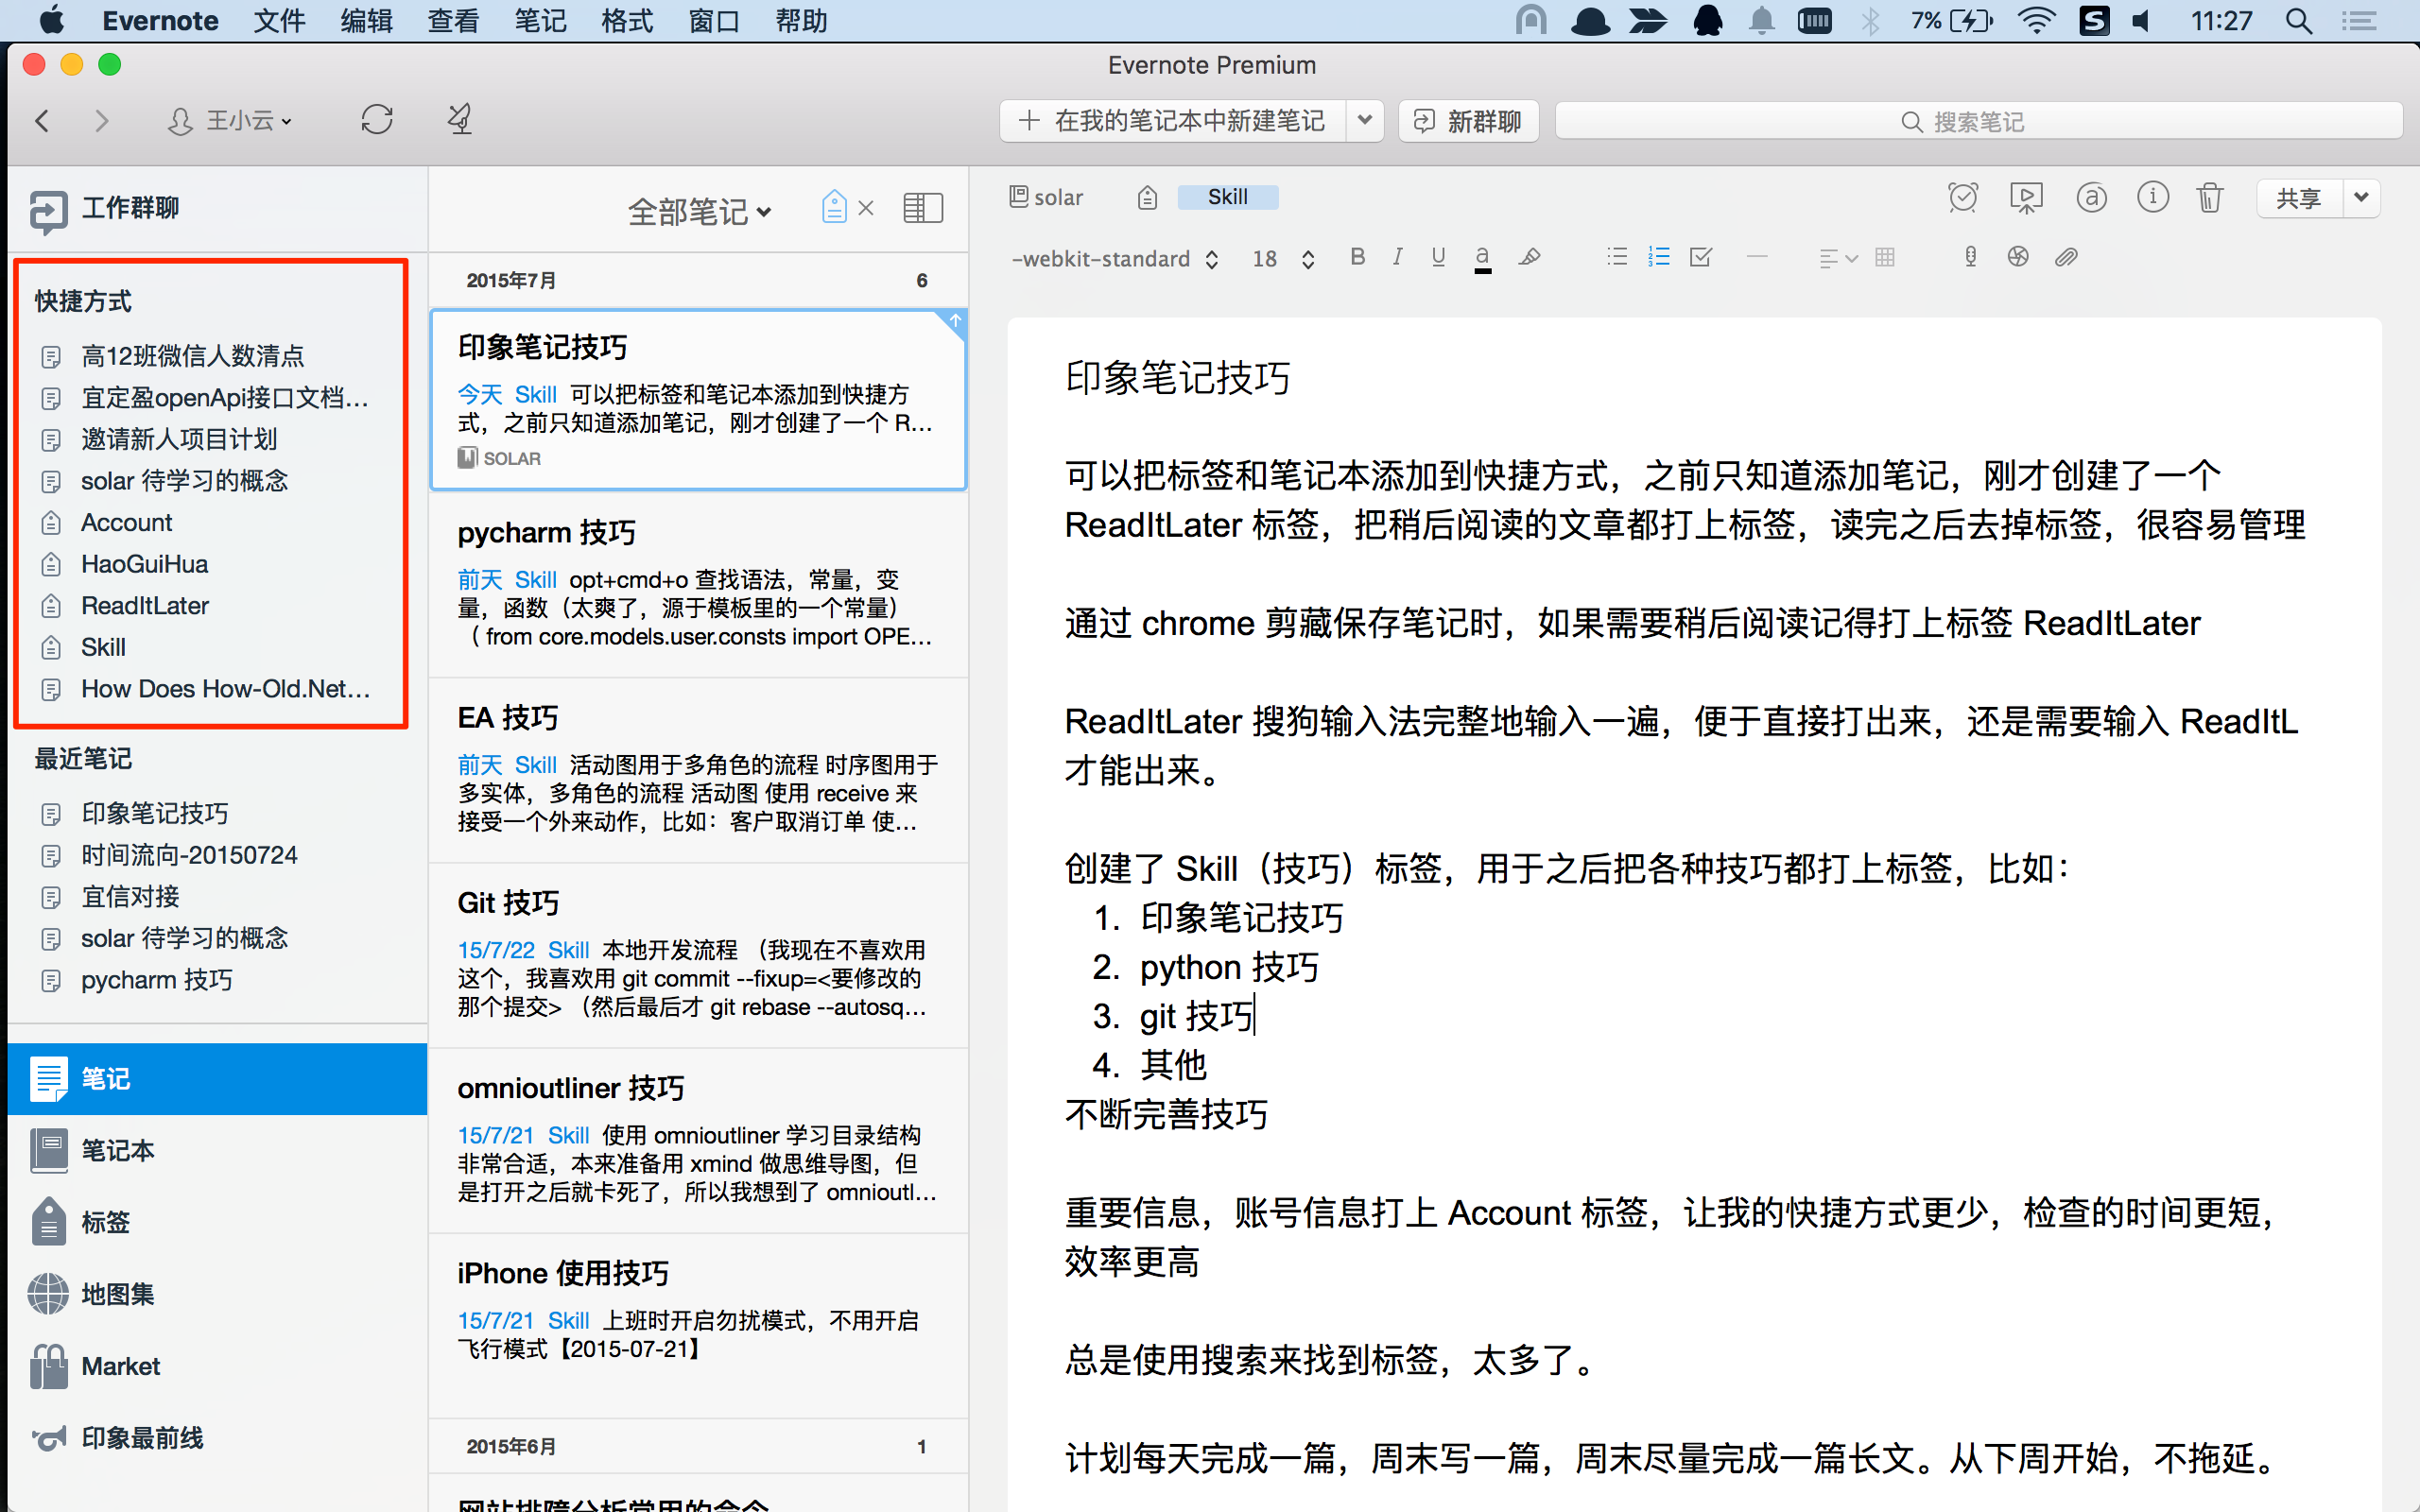 Evernote 文件 编辑 查看 笔记 格式 窗口 帮助 7% 11:27
Evernote Premium
王小云 在我的笔记本中新建笔记 新群聊 搜索笔记
工作群聊
快捷方式
高12班微信人数清点
宜定盈openApi接口文档...
邀请新人项目计划
solar 待学习的概念
Account
HaoGuiHua
ReadItLater
Skill
How Does How-Old.Net...
最近笔记
印象笔记技巧
时间流向-20150724
宜信对接
solar 待学习的概念
pycharm 技巧
笔记
笔记本
标签
地图集
Market
印象最前线
全部笔记
2015年7月 6
印象笔记技巧
今天 Skill 可以把标签和笔记本添加到快捷方
式，之前只知道添加笔记，刚才创建了一个 R...
SOLAR
pycharm 技巧
前天 Skill opt+cmd+o 查找语法，常量，变
量，函数（太爽了，源于模板里的一个常量）
（ from core.models.user.consts import OPE...
EA 技巧
前天 Skill 活动图用于多角色的流程 时序图用于
多实体，多角色的流程 活动图 使用 receive 来
接受一个外来动作，比如：客户取消订单 使...
Git 技巧
15/7/22 Skill 本地开发流程 （我现在不喜欢用
这个，我喜欢用 git commit --fixup=<要修改的
那个提交> （然后最后才 git rebase --autosq...
omnioutliner 技巧
15/7/21 Skill 使用 omnioutliner 学习目录结构
非常合适，本来准备用 xmind 做思维导图，但
是打开之后就卡死了，所以我想到了 omnioutl...
iPhone 使用技巧
15/7/21 Skill 上班时开启勿扰模式，不用开启
飞行模式【2015-07-21】
2015年6月 1
网站排障分析常用的命令
solar Skill 共享
-webkit-standard 18 B I U a
印象笔记技巧
可以把标签和笔记本添加到快捷方式，之前只知道添加笔记，刚才创建了一个
ReadItLater 标签，把稍后阅读的文章都打上标签，读完之后去掉标签，很容易管理
通过 chrome 剪藏保存笔记时，如果需要稍后阅读记得打上标签 ReadItLater
ReadItLater 搜狗输入法完整地输入一遍，便于直接打出来，还是需要输入 ReadItL
才能出来。
创建了 Skill（技巧）标签，用于之后把各种技巧都打上标签，比如：
1. 印象笔记技巧
2. python 技巧
3. git 技巧
4. 其他
不断完善技巧
重要信息，账号信息打上 Account 标签，让我的快捷方式更少，检查的时间更短，
效率更高
总是使用搜索来找到标签，太多了。
计划每天完成一篇，周末写一篇，周末尽量完成一篇长文。从下周开始，不拖延。